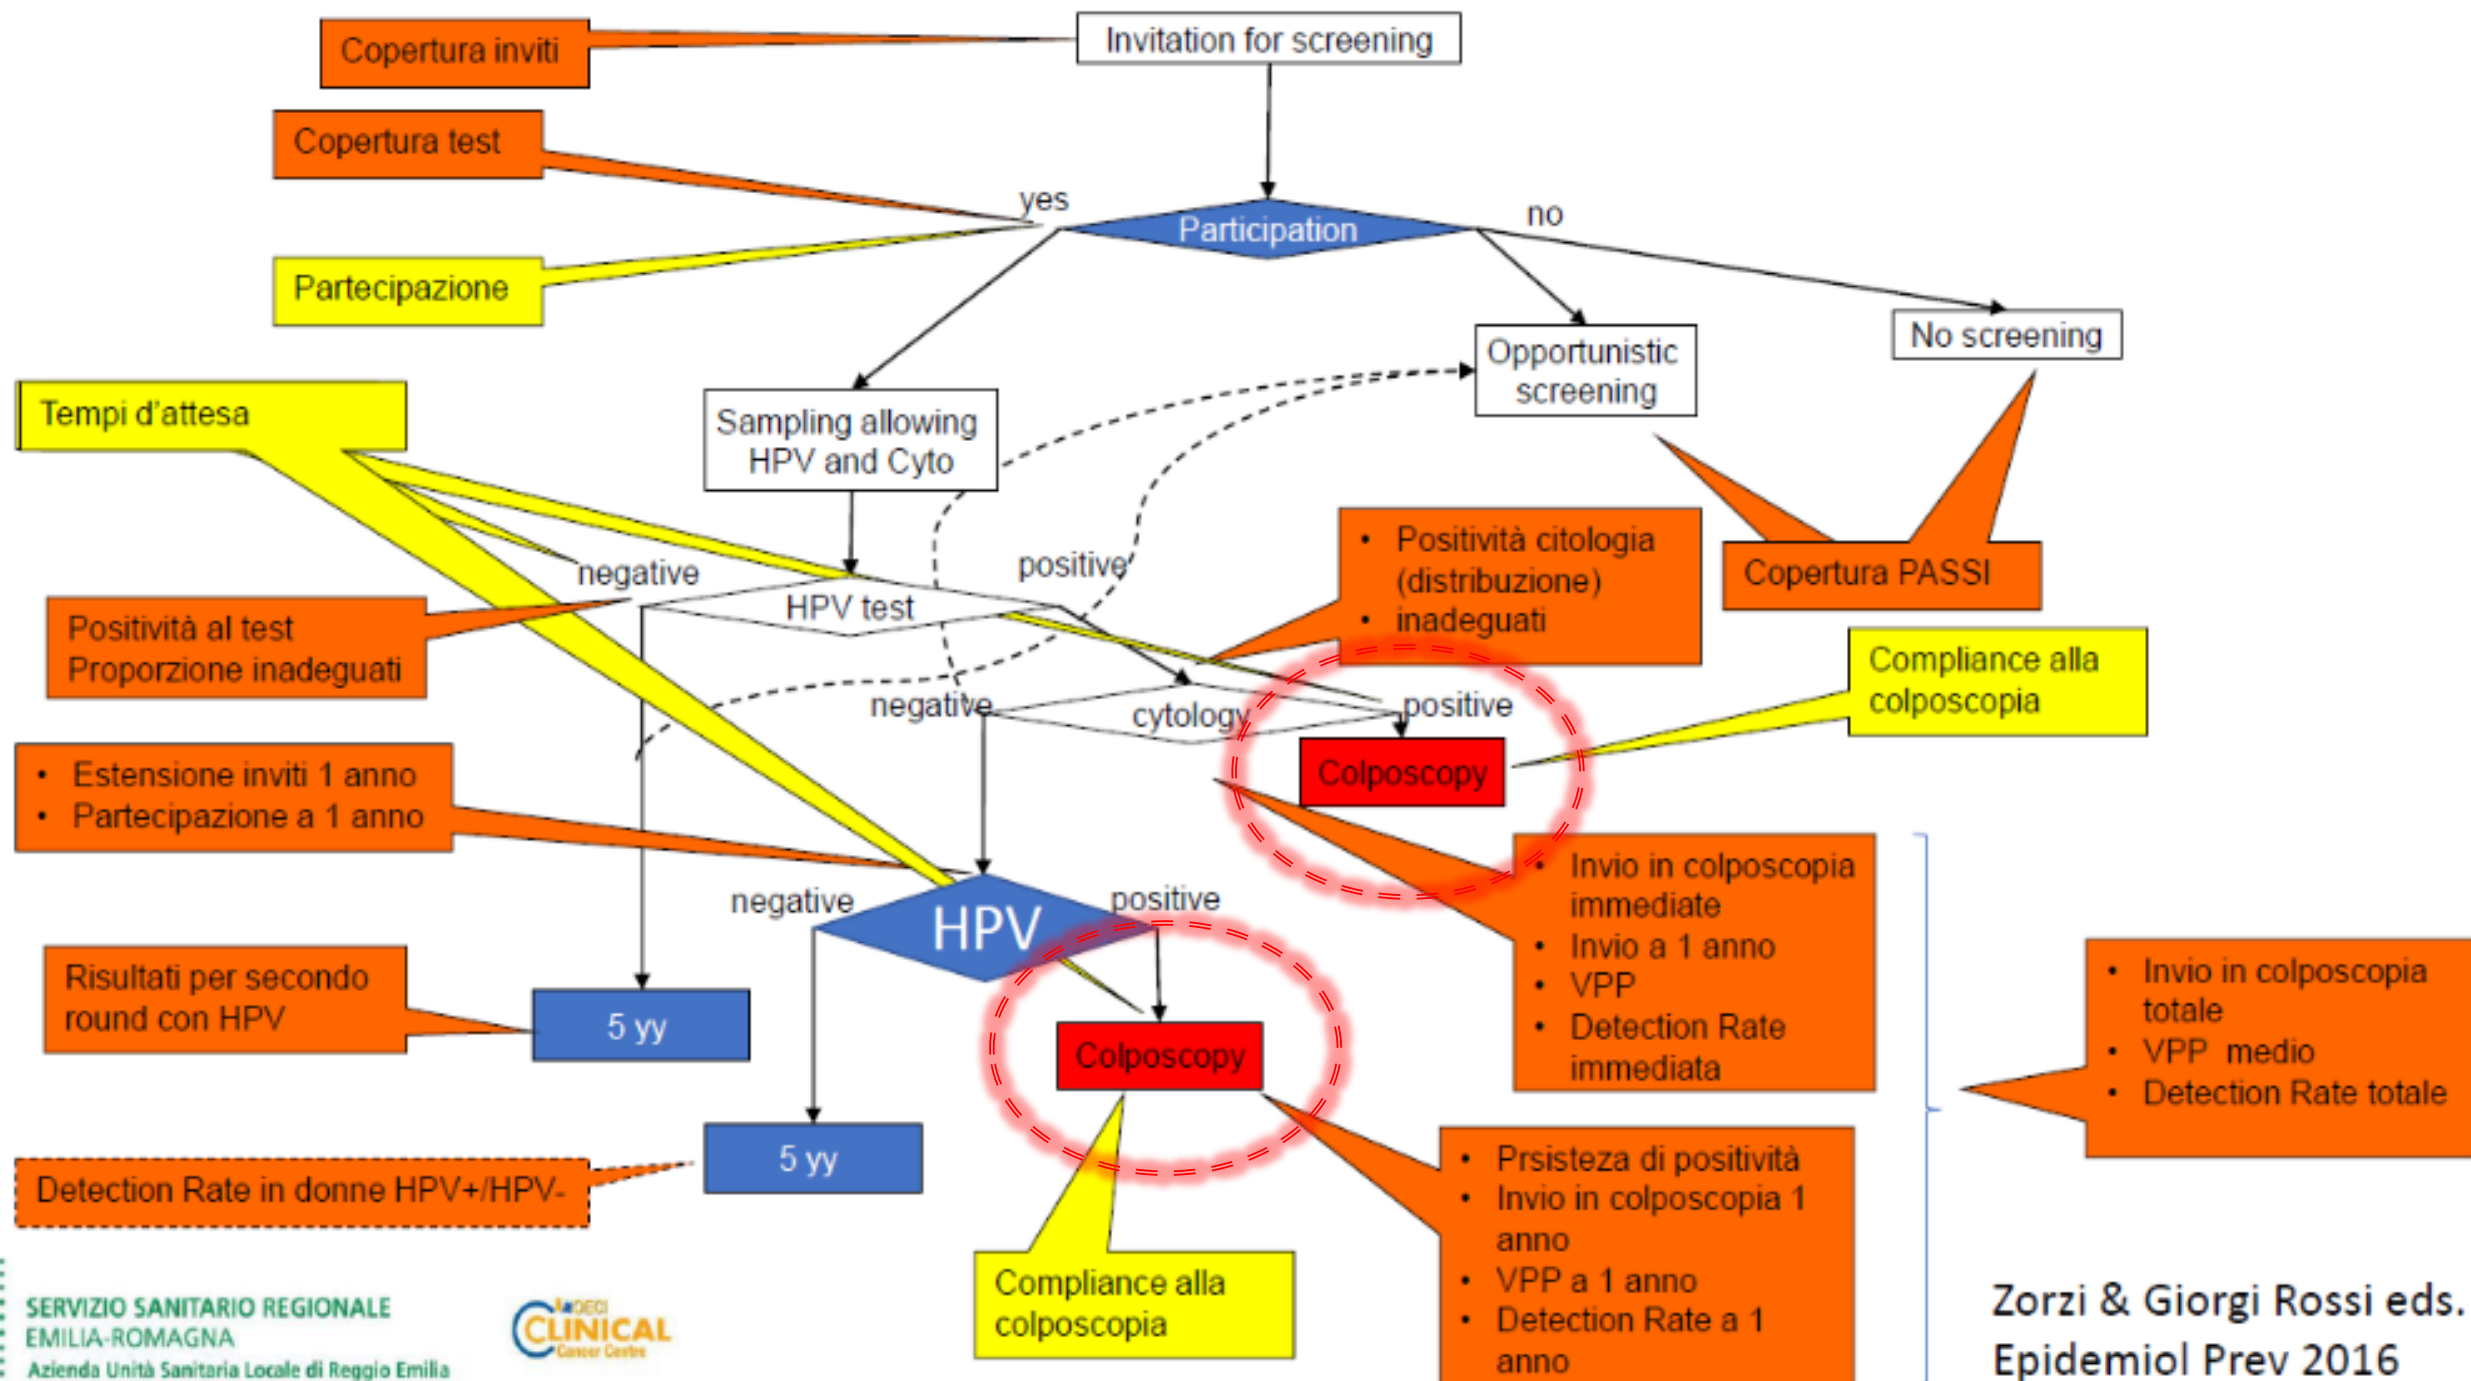 Copertura inviti
Invitation for screening
Copertura test
yes
no
Participation
Partecipazione
No screening
Opportunistic
screening
Tempi d'attesa
Sampling allowing
HPV and Cyto
• Positività citologia
(distribuzione)
• inadeguati
Copertura PASSI
negative
positive
HPV test
Positività al test
Proporzione inadeguati
Compliance alla
colposcopia
negative
cytology
positive
Colposcopy
• Estensione inviti 1 anno
• Partecipazione a 1 anno
• Invio in colposcopia
immediate
• Invio a 1 anno
• VPP
• Detection Rate
immediata
negative
HPV
positive
Risultati per secondo
round con HPV
5 yy
Colposcopy
• Invio in colposcopia
totale
• VPP medio
• Detection Rate totale
5 yy
Detection Rate in donne HPV+/HPV-
• Prsisteza di positività
• Invio in colposcopia 1
anno
• VPP a 1 anno
• Detection Rate a 1
anno
Compliance alla
colposcopia
SERVIZIO SANITARIO REGIONALE
EMILIA-ROMAGNA
Azienda Unità Sanitaria Locale di Reggio Emilia
OECI
CLINICAL
Cancer Centre
Zorzi & Giorgi Rossi eds.
Epidemiol Prev 2016